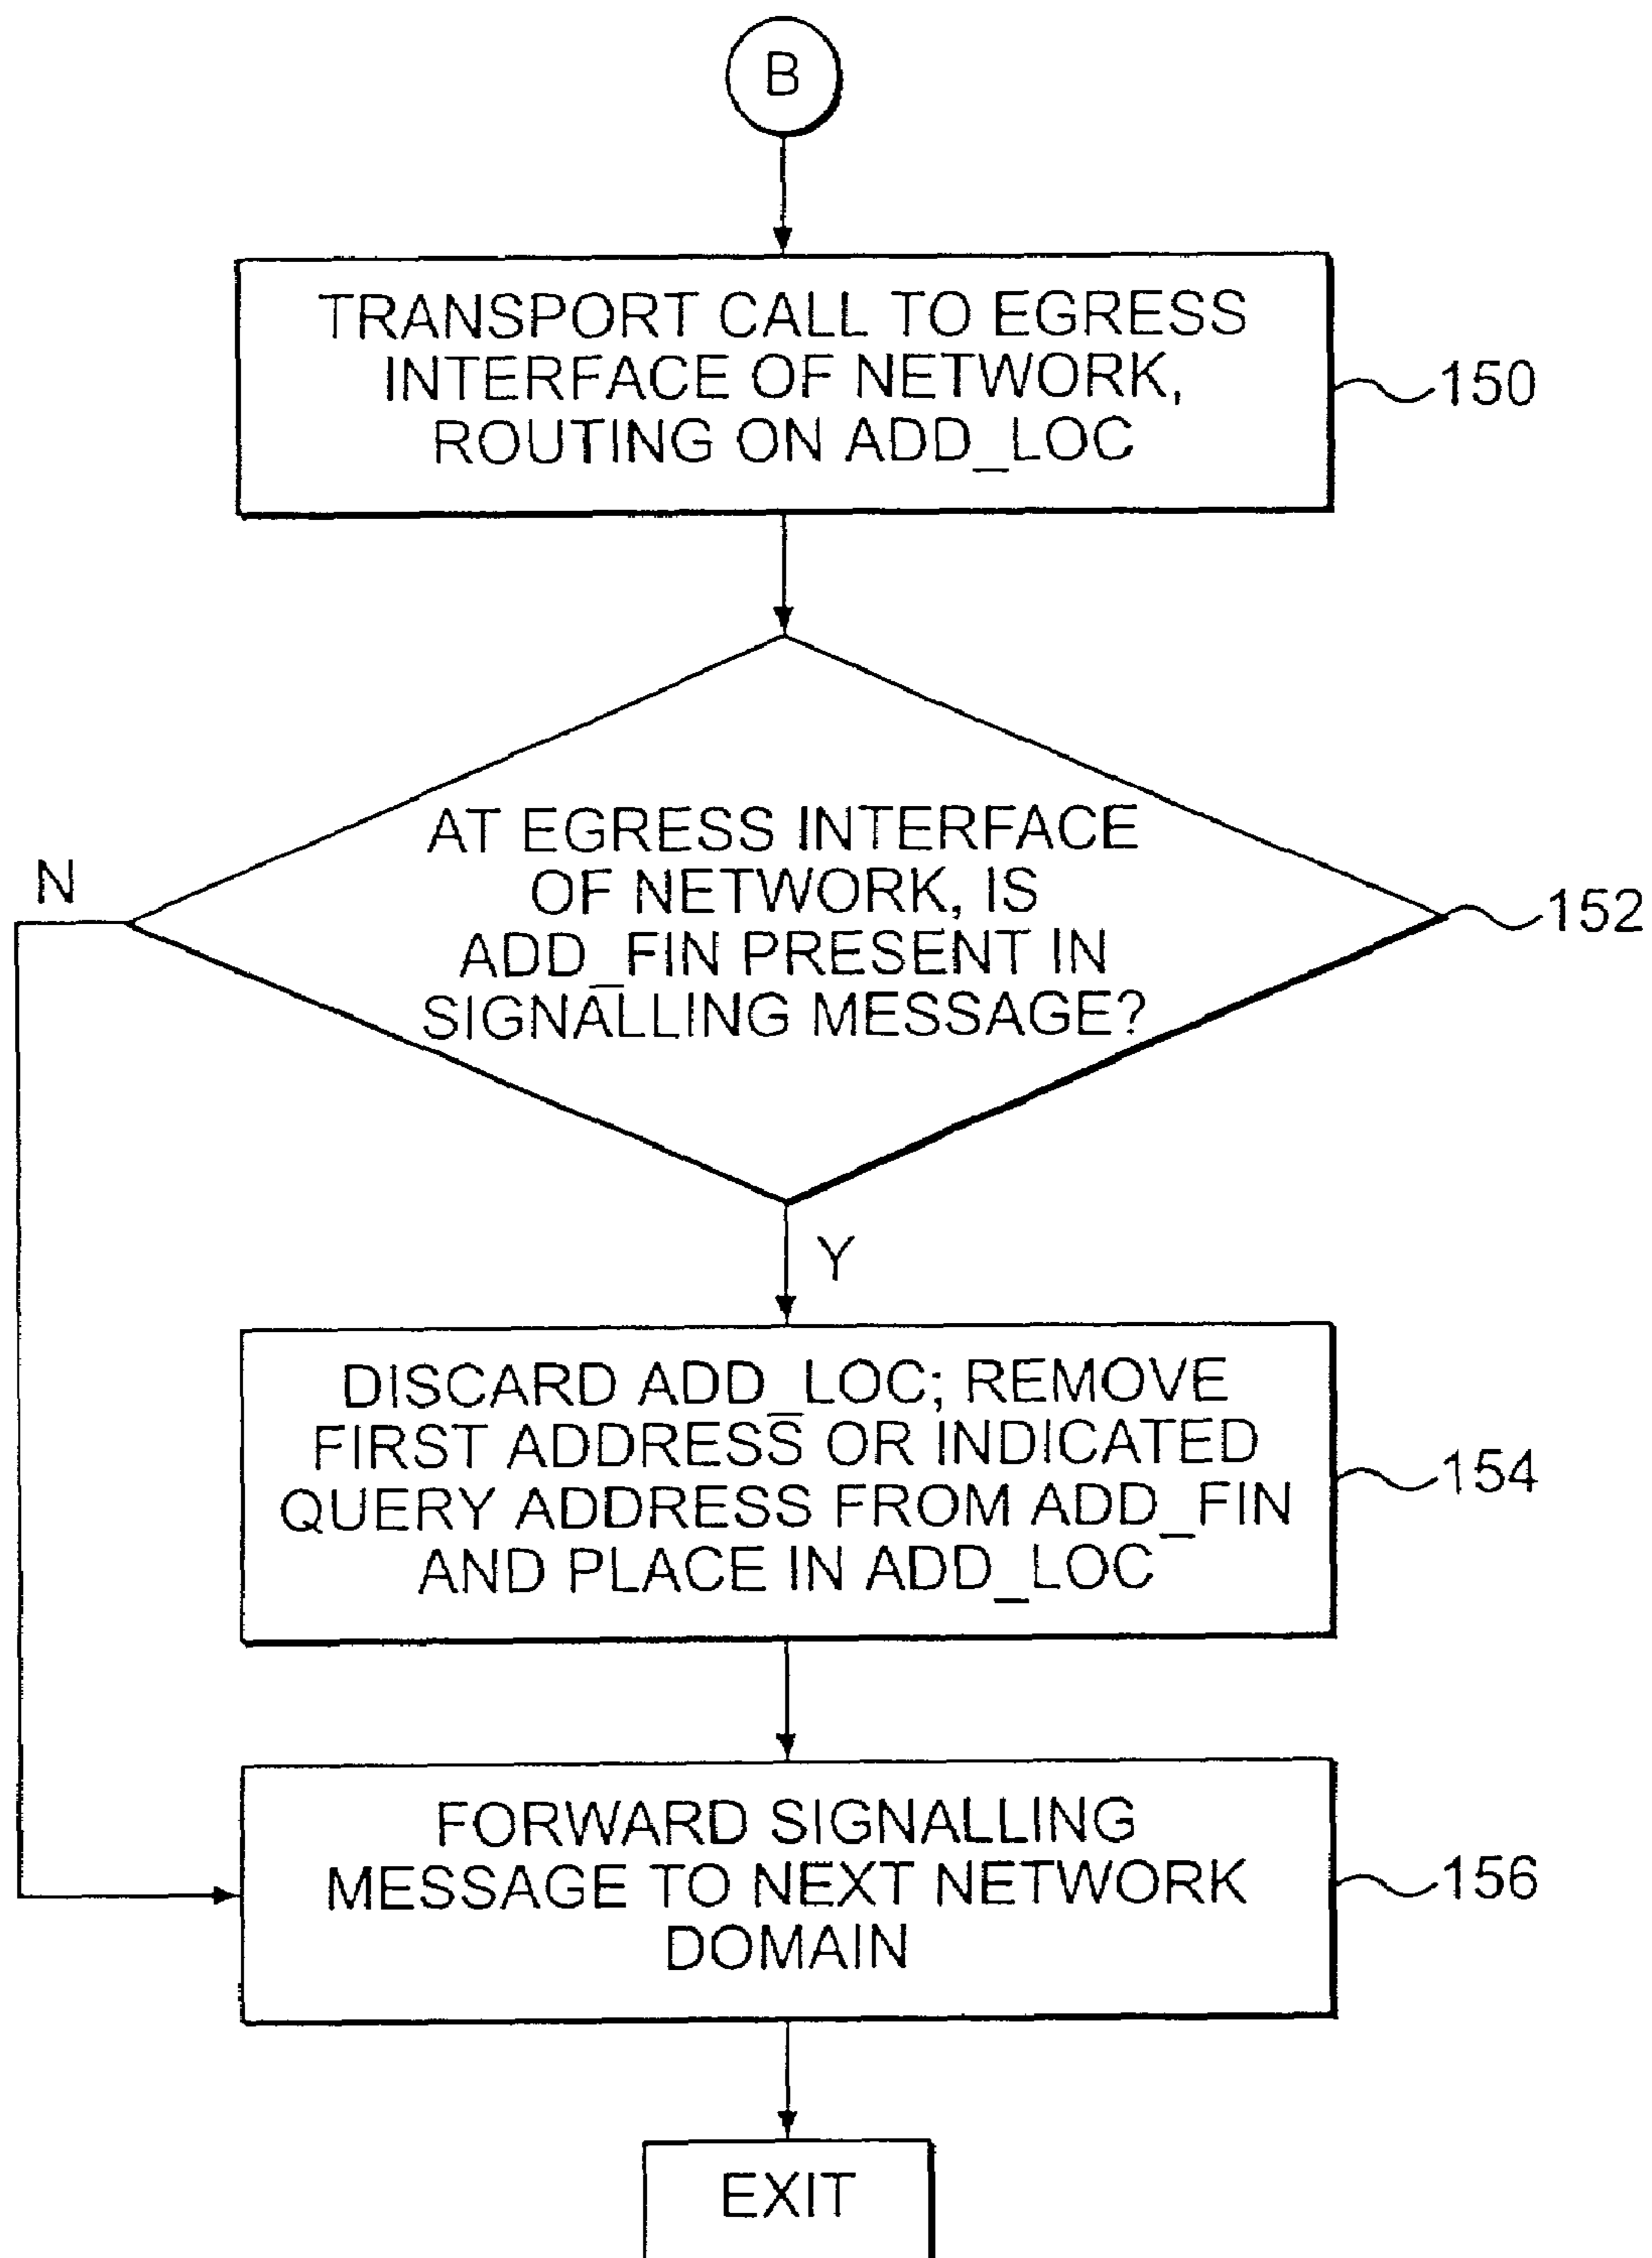 B
TRANSPORT CALL TO EGRESS
INTERFACE OF NETWORK,
ROUTING ON ADD_LOC
150
N
AT EGRESS INTERFACE
OF NETWORK, IS
ADD_FIN PRESENT IN
SIGNALLING MESSAGE?
152
Y
DISCARD ADD_LOC; REMOVE
FIRST ADDRESS OR INDICATED
QUERY ADDRESS FROM ADD_FIN
AND PLACE IN ADD_LOC
154
FORWARD SIGNALLING
MESSAGE TO NEXT NETWORK
DOMAIN
156
EXIT